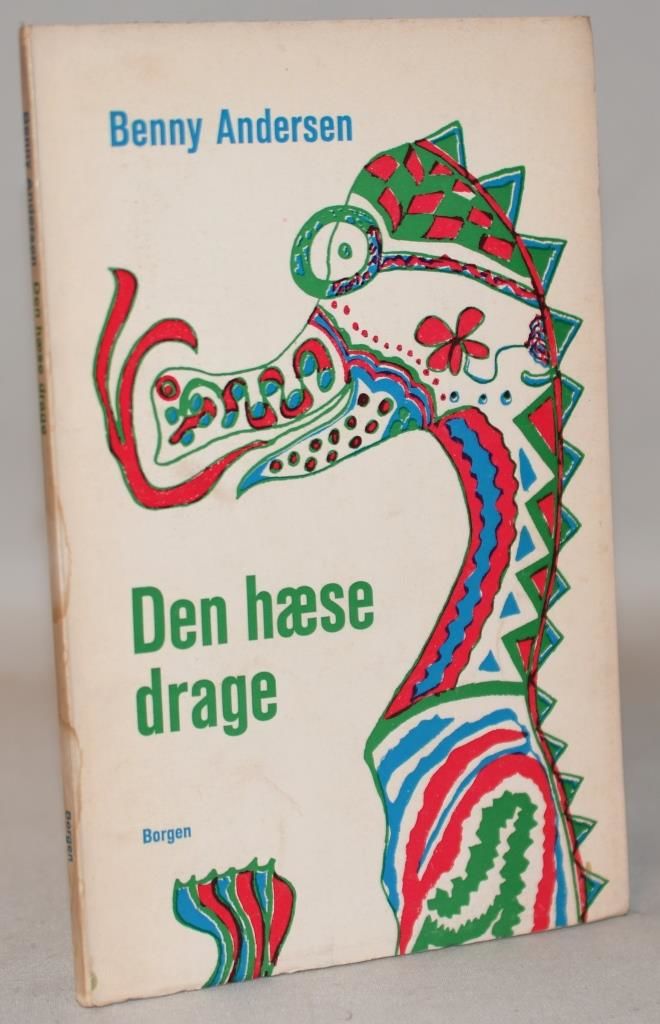 Benny Andersen
Den hæse
drage
Borgen
Benny Andersen Den hæse drage
Borgen